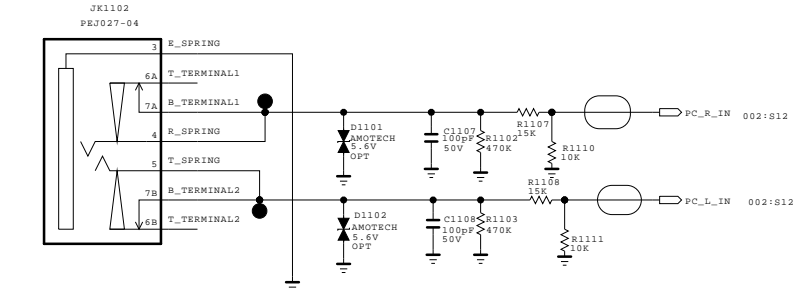 JK1102
PEJ027-04
3 E_SPRING
6A T_TERMINAL1
7A B_TERMINAL1
4 R_SPRING
5 T_SPRING
7B B_TERMINAL2
6B T_TERMINAL2
D1101
AMOTECH
5.6V
OPT
C1107
100pF
50V
R1102
470K
R1107
15K
R1110
10K
PC_R_IN 002:S12
D1102
AMOTECH
5.6V
OPT
C1108
100pF
50V
R1103
470K
R1108
15K
R1111
10K
PC_L_IN 002:S12